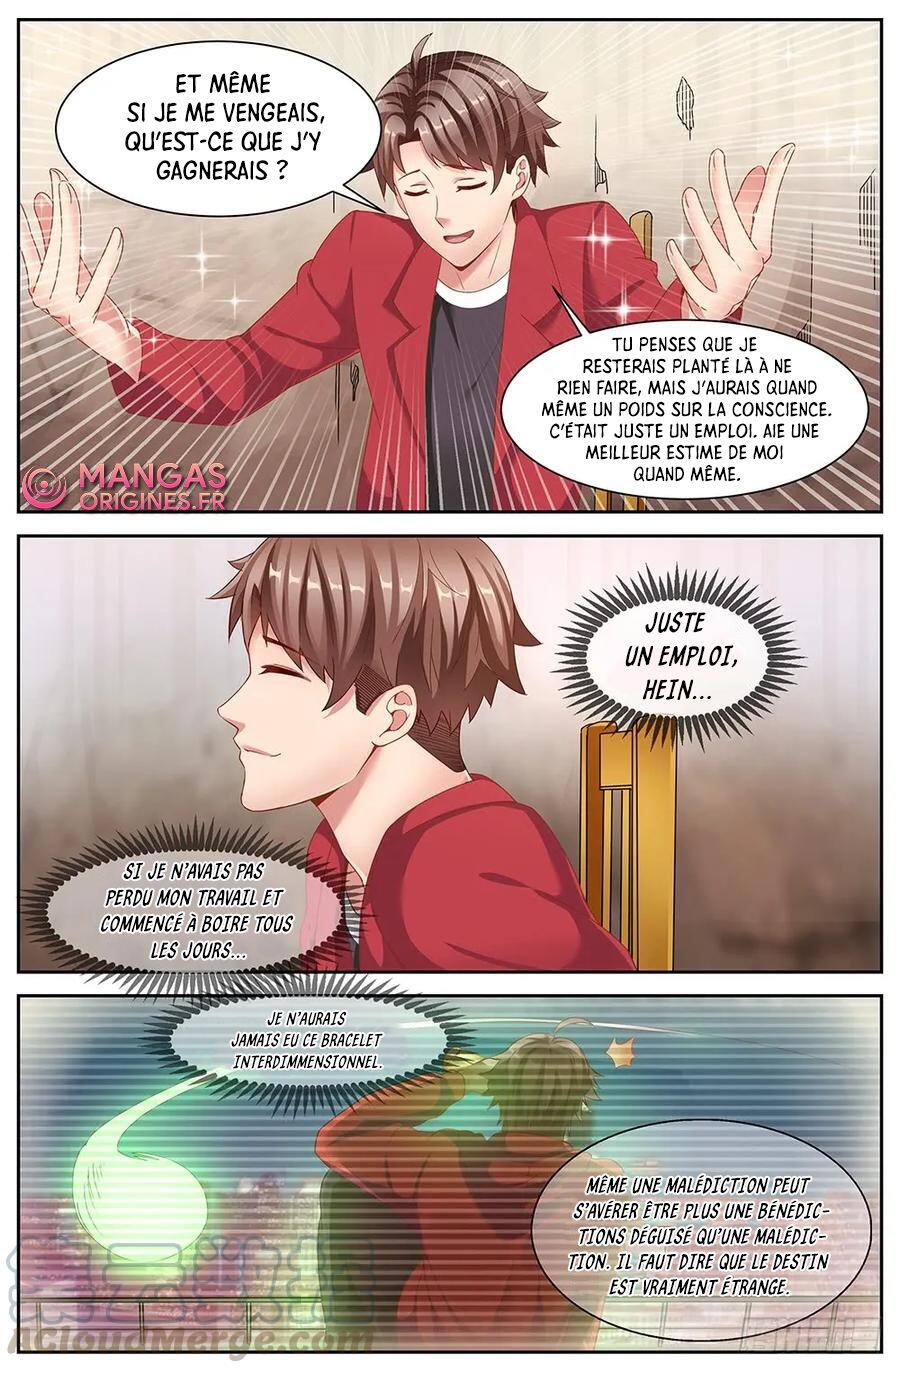 ET MÊME
SI JE ME VENGEAIS,
QU'EST-CE QUE J'Y
GAGNERAIS ?
TU PENSES QUE JE
RESTERAIS PLANTÉ LÀ À NE
RIEN FAIRE, MAIS J'AURAIS QUAND
MÊME UN POIDS SUR LA CONSCIENCE.
C'ÉTAIT JUSTE UN EMPLOI. AIE UNE
MEILLEUR ESTIME DE MOI
QUAND MÊME.
MANGAS
ORIGINES.FR
JUSTE
UN EMPLOI,
HEIN...
SI JE N'AVAIS PAS
PERDU MON TRAVAIL ET
COMMENCÉ À BOIRE TOUS
LES JOURS...
JE N'AURAIS
JAMAIS EU CE BRACELET
INTERDIMMENSIONNEL.
MÊME UNE MALÉDICTION PEUT
S'AVÉRER ÊTRE PLUS UNE BÉNÉDIC-
TIONS DÉGUISÉ QU'UNE MALÉDIC-
TION. IL FAUT DIRE QUE LE DESTIN
EST VRAIMENT ÉTRANGE.
ACloudMerge.com